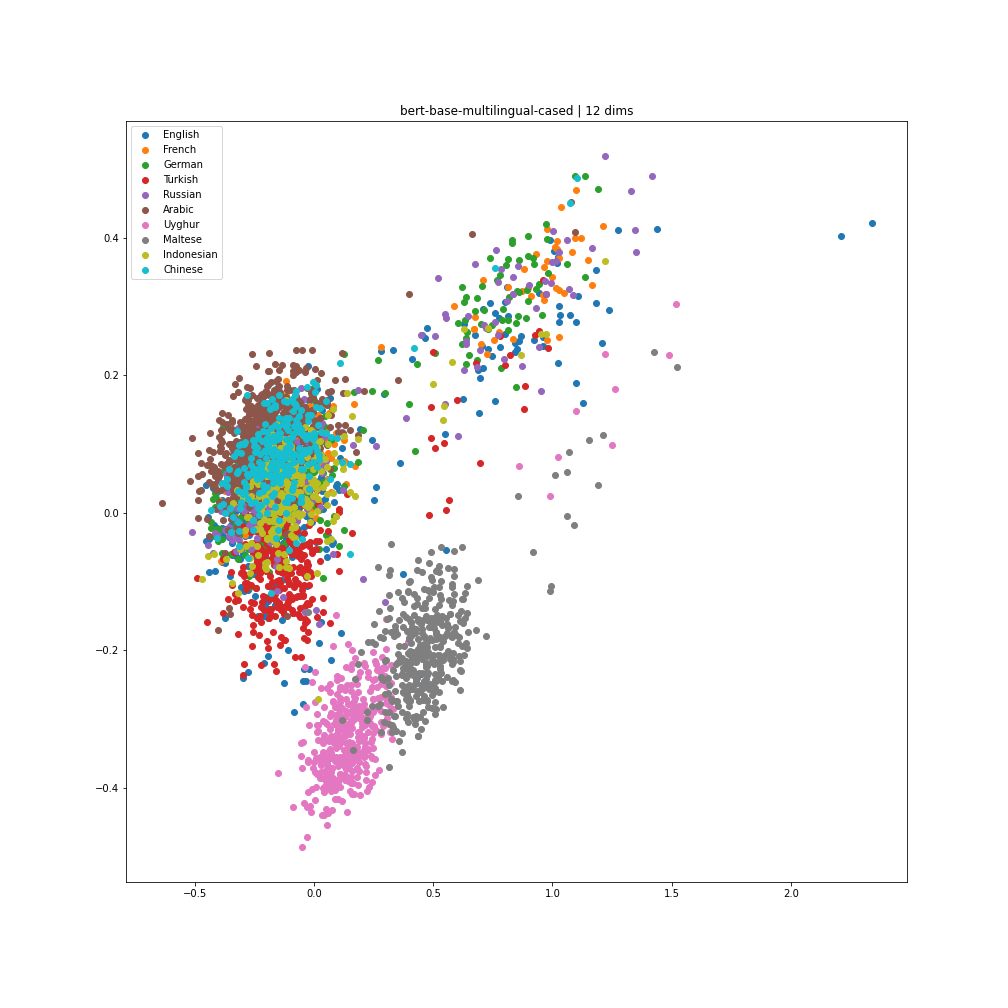 bert-base-multilingual-cased | 12 dims
English
French
German
Turkish
Russian
Arabic
Uyghur
Maltese
Indonesian
Chinese
0.4
0.2
0.0
−0.2
−0.4
−0.5
0.0
0.5
1.0
1.5
2.0